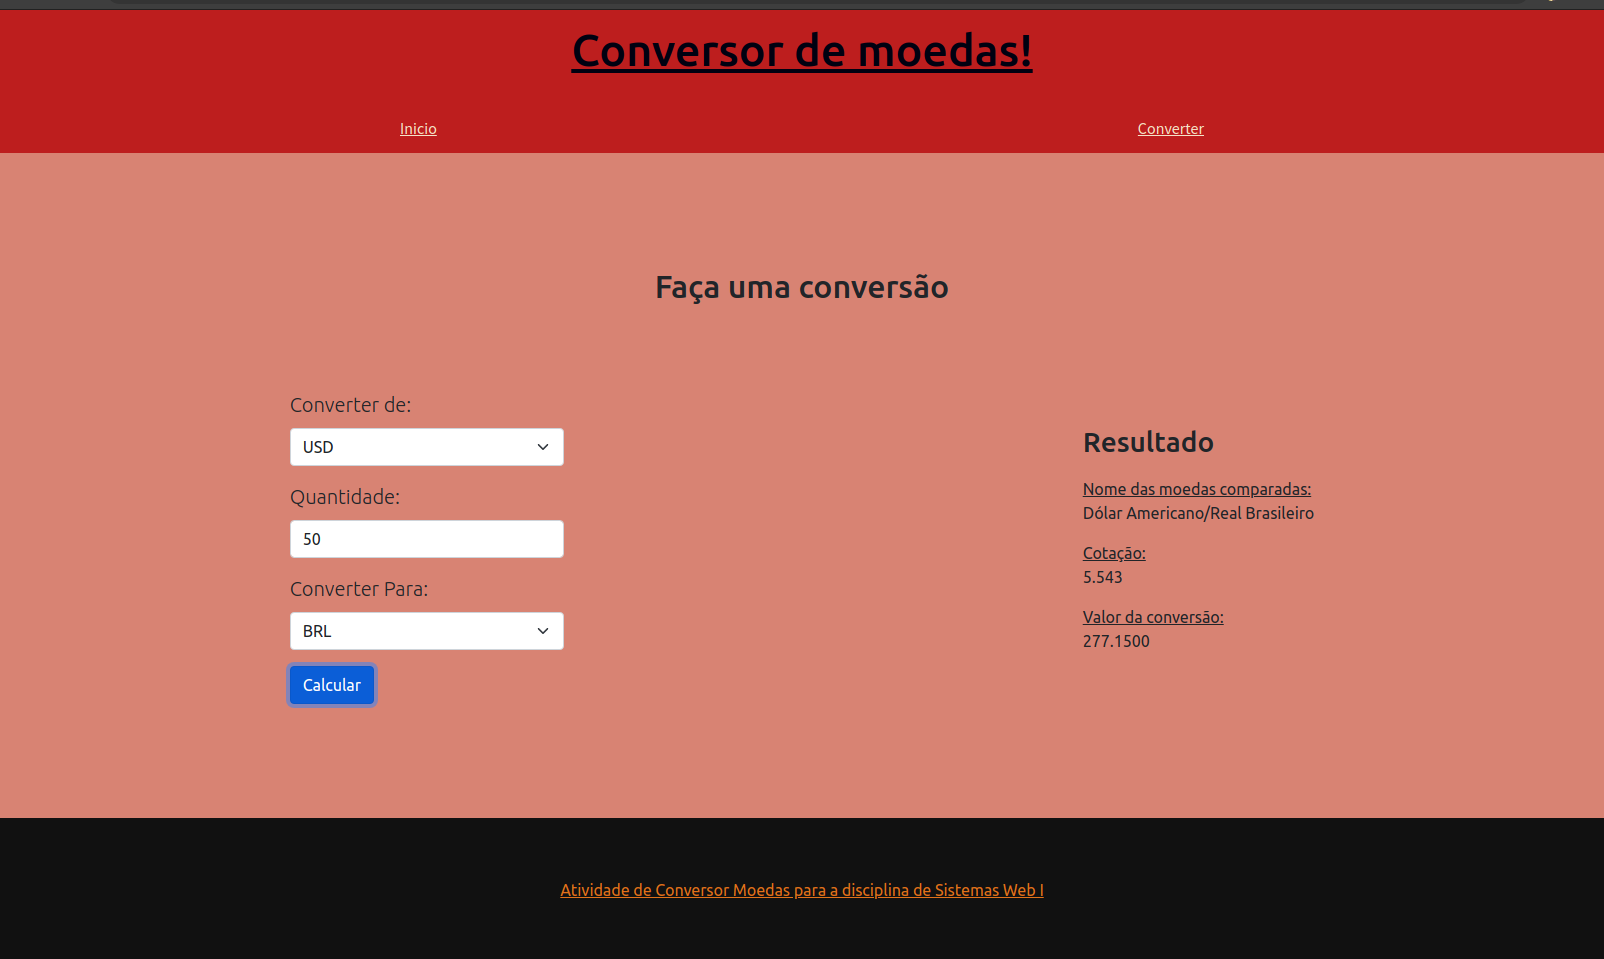 Conversor de moedas!
Inicio
Converter
Faça uma conversão
Converter de:
USD
Quantidade:
50
Converter Para:
BRL
Calcular
Resultado
Nome das moedas comparadas:
Dólar Americano/Real Brasileiro
Cotação:
5.543
Valor da conversão:
277.1500
Atividade de Conversor Moedas para a disciplina de Sistemas Web I